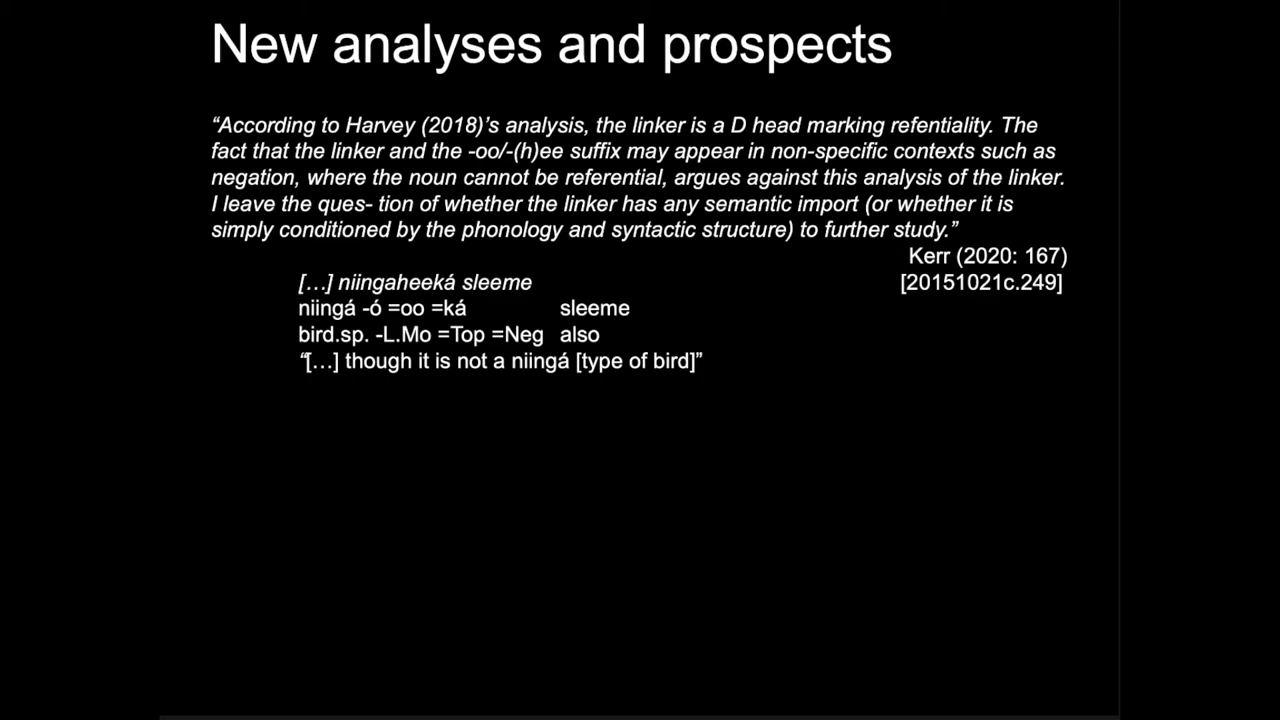 New analyses and prospects
“According to Harvey (2018)’s analysis, the linker is a D head marking refentiality. The
fact that the linker and the -oo/-(h)ee suffix may appear in non-specific contexts such as
negation, where the noun cannot be referential, argues against this analysis of the linker.
I leave the ques- tion of whether the linker has any semantic import (or whether it is
simply conditioned by the phonology and syntactic structure) to further study.”
Kerr (2020: 167)
[…] niingaheeká sleeme [20151021c.249]
niingá -ó =oo =ká sleeme
bird.sp. -L.Mo =Top =Neg also
“[…] though it is not a niingá [type of bird]”